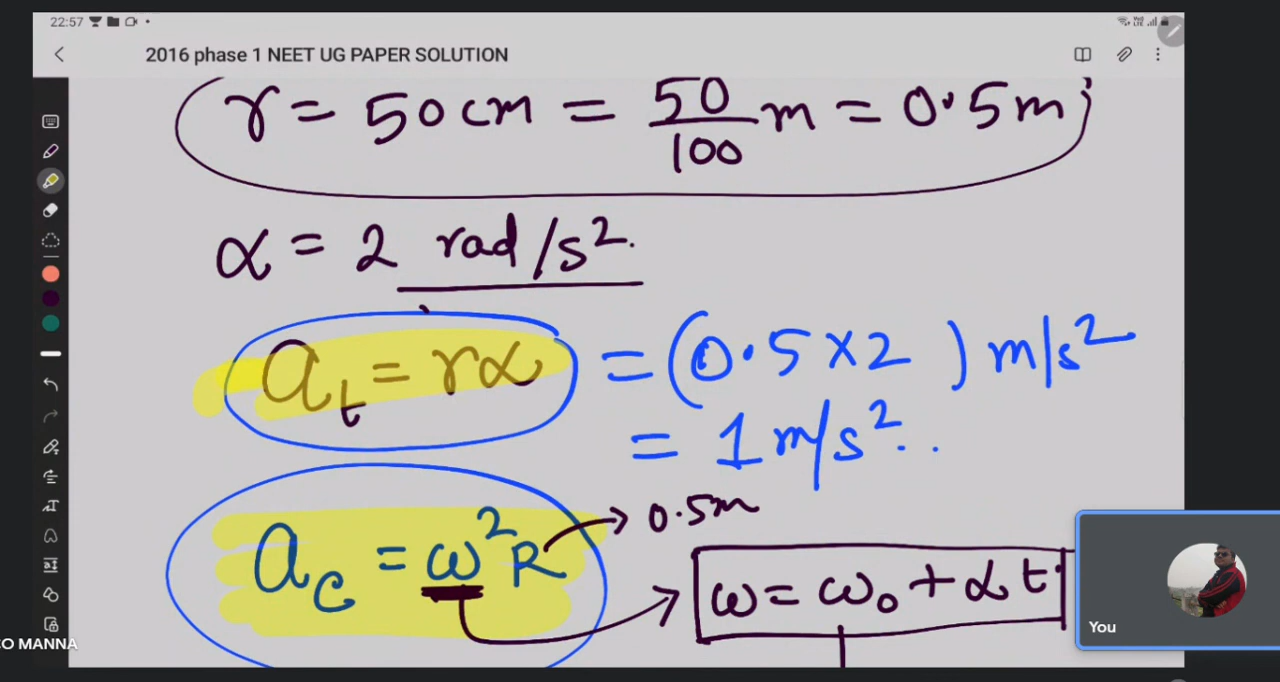 22:57
2016 phase 1 NEET UG PAPER SOLUTION
r = 50 cm = 50/100 m = 0.5 m
α = 2 rad/s².
a_t = rα = (0.5 × 2) m/s²
= 1 m/s²..
a_c = ω²R → 0.5m
ω = ω₀ + αt
You
O MANNA